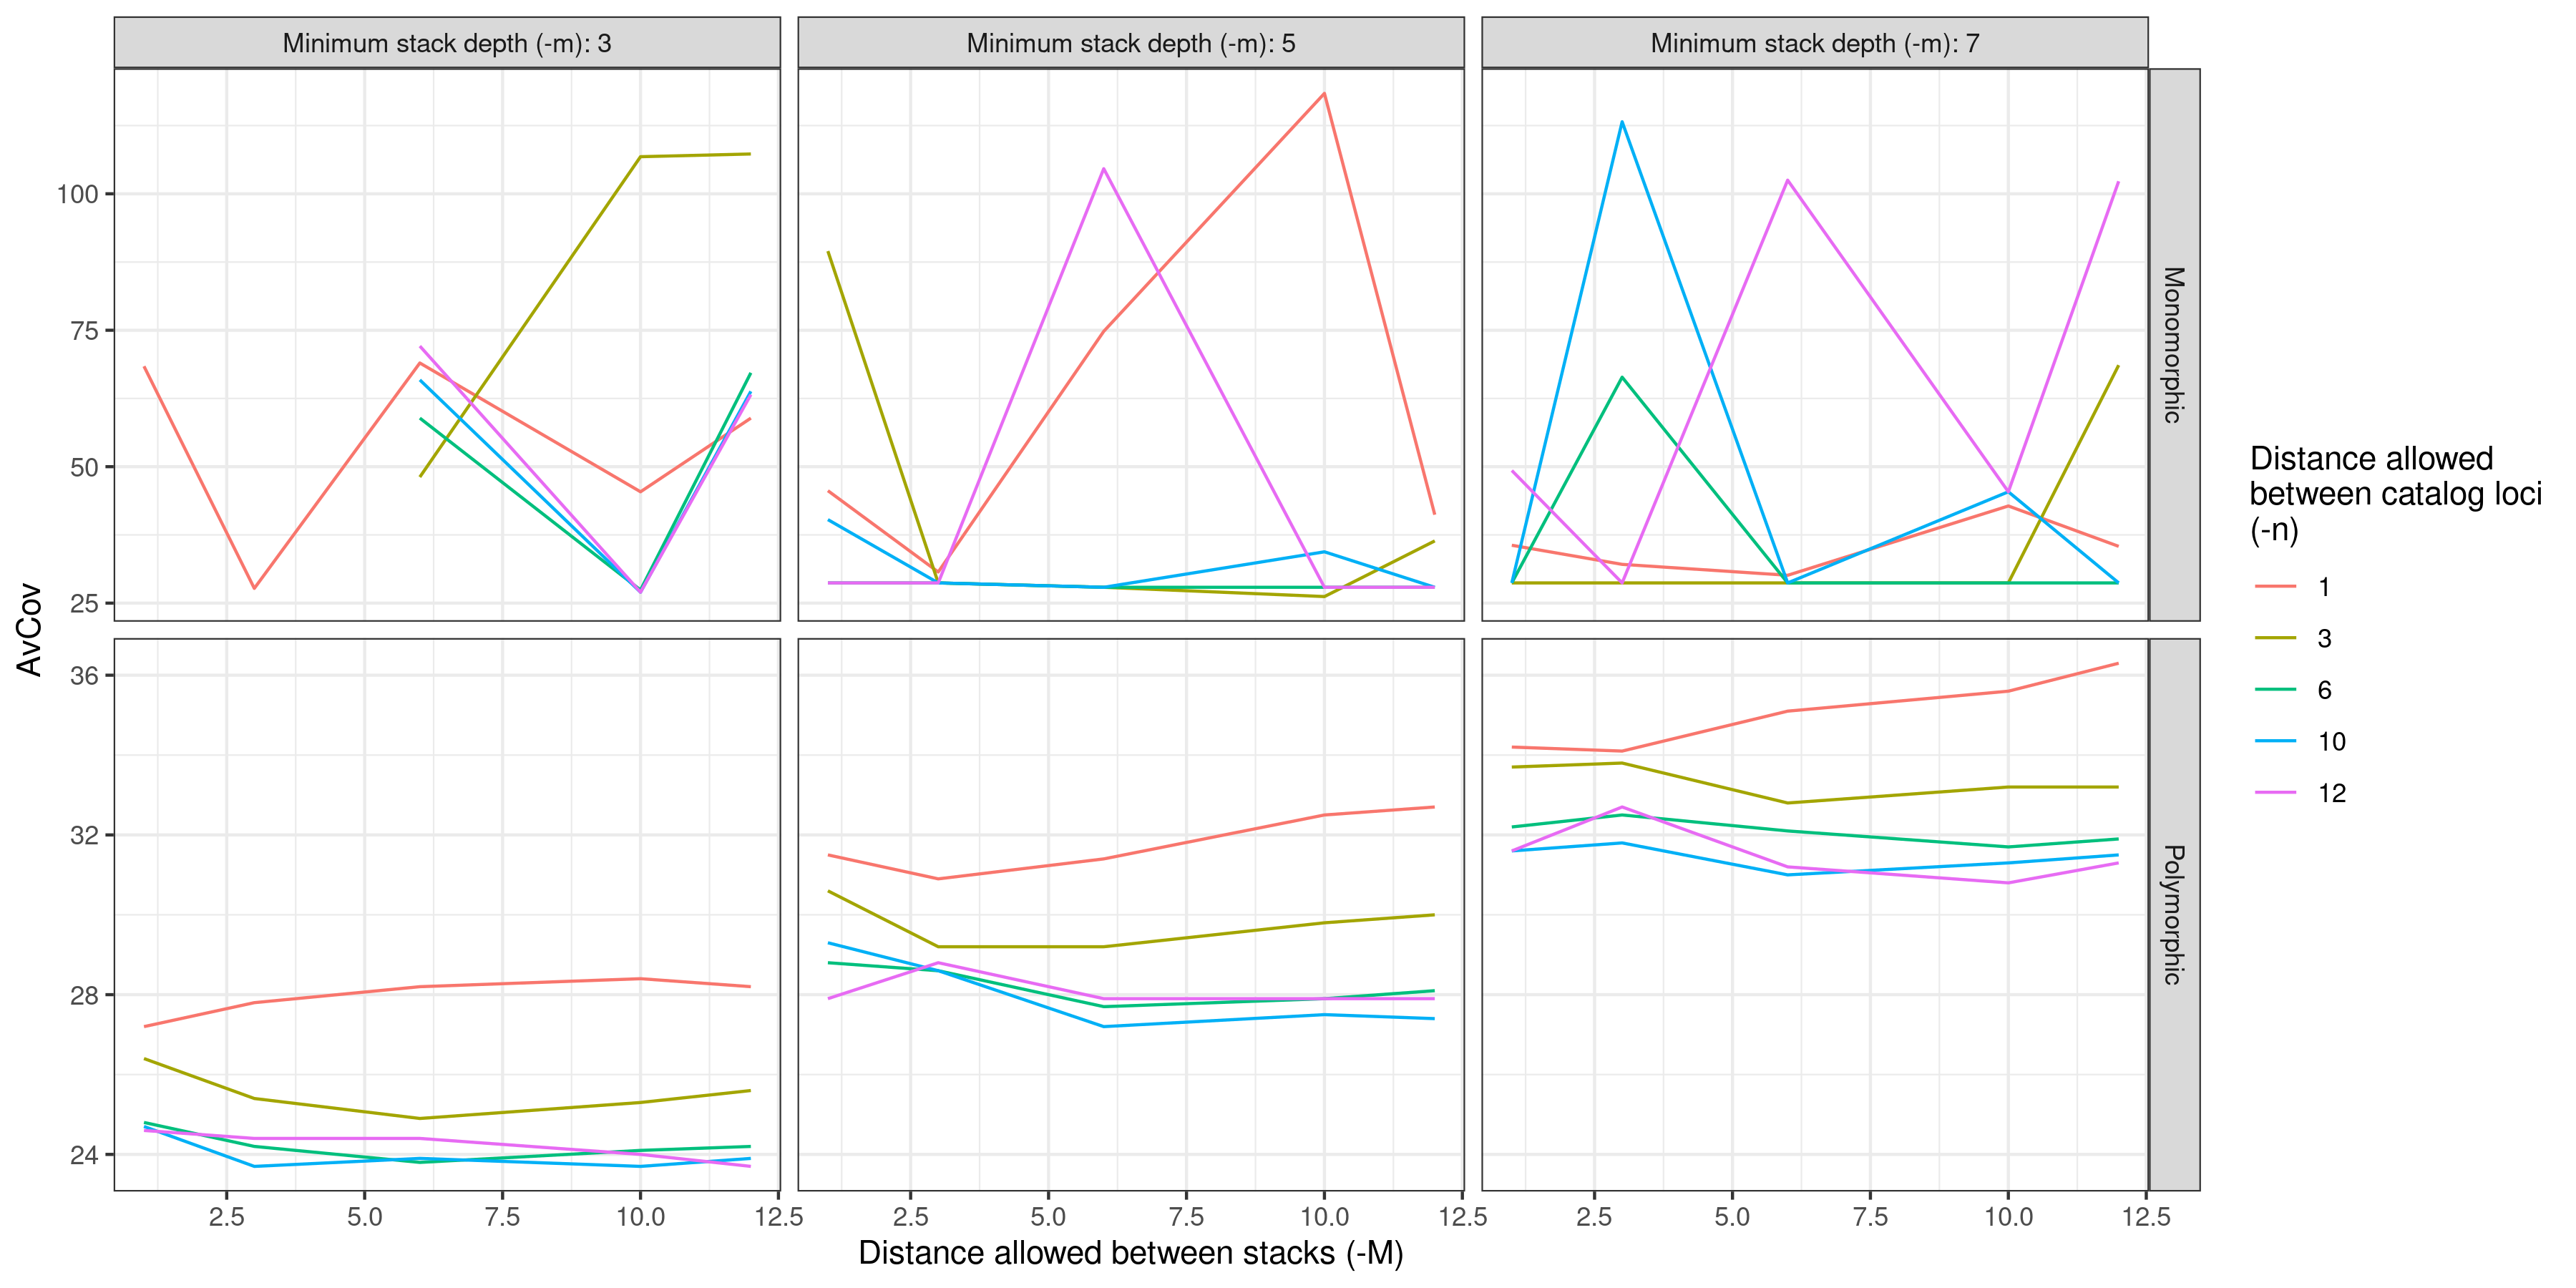 Minimum stack depth (-m): 3
Minimum stack depth (-m): 5
Minimum stack depth (-m): 7
100
75
50
25
Monomorphic
AvCov
36
32
28
24
Polymorphic
2.5 5.0 7.5 10.0 12.5
2.5 5.0 7.5 10.0 12.5
2.5 5.0 7.5 10.0 12.5
Distance allowed between stacks (-M)
Distance allowed
between catalog loci
(-n)
1
3
6
10
12